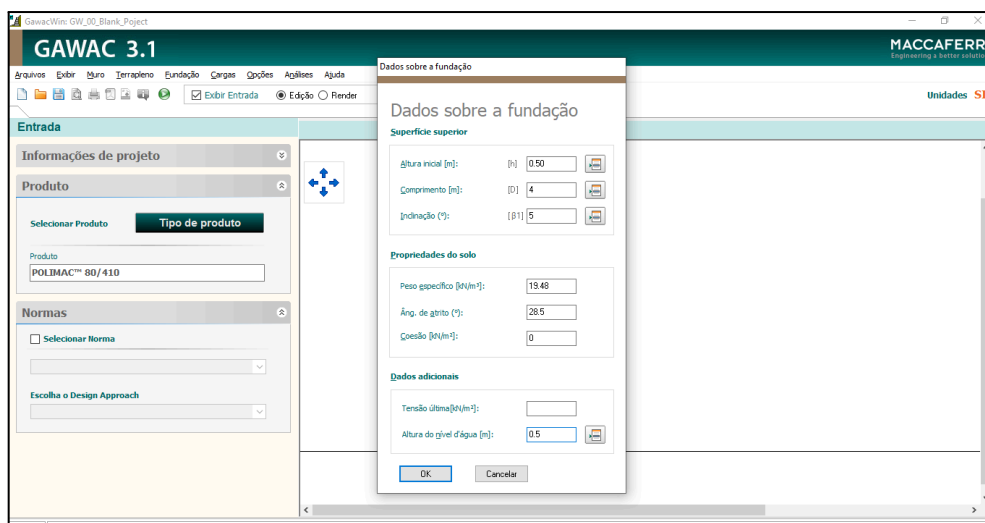 GawacWin: GW_00_Blank_Poject
GAWAC 3.1
MACCAFERR
Engineering a better solutio
Arquivos Exibir Muro Terrapleno Fundação Cargas Opções Análises Ajuda
Exibir Entrada Edição Render
Unidades SI
Entrada
Informações de projeto
Produto
Selecionar Produto Tipo de produto
Produto
POLIMAC™ 80/410
Normas
Selecionar Norma
Escolha o Design Approach
Dados sobre a fundação
Dados sobre a fundação
Superfície superior
Altura inicial [m]: [h] 0.50
Comprimento [m]: [D] 4
Inclinação (°): [β1] 5
Propriedades do solo
Peso específico [kN/m³]: 19.48
Âng. de atrito (°): 28.5
Coesão [kN/m²]: 0
Dados adicionais
Tensão última[kN/m²]:
Altura do nível d'água [m]: 0.5
OK Cancelar